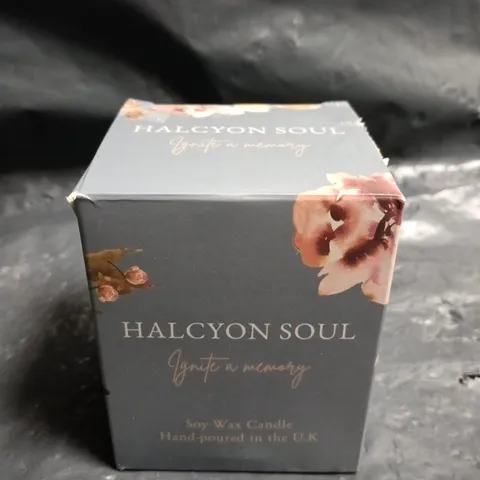 HALCYON SOUL
Ignite a memory
HALCYON SOUL
Ignite a memory
Soy Wax Candle
Hand-poured in the U.K